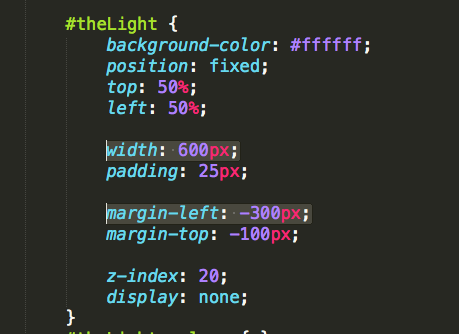 #theLight {
background-color: #ffffff;
position: fixed;
top: 50%;
left: 50%;
width: 600px;
padding: 25px;
margin-left: -300px;
margin-top: -100px;
z-index: 20;
display: none;
}